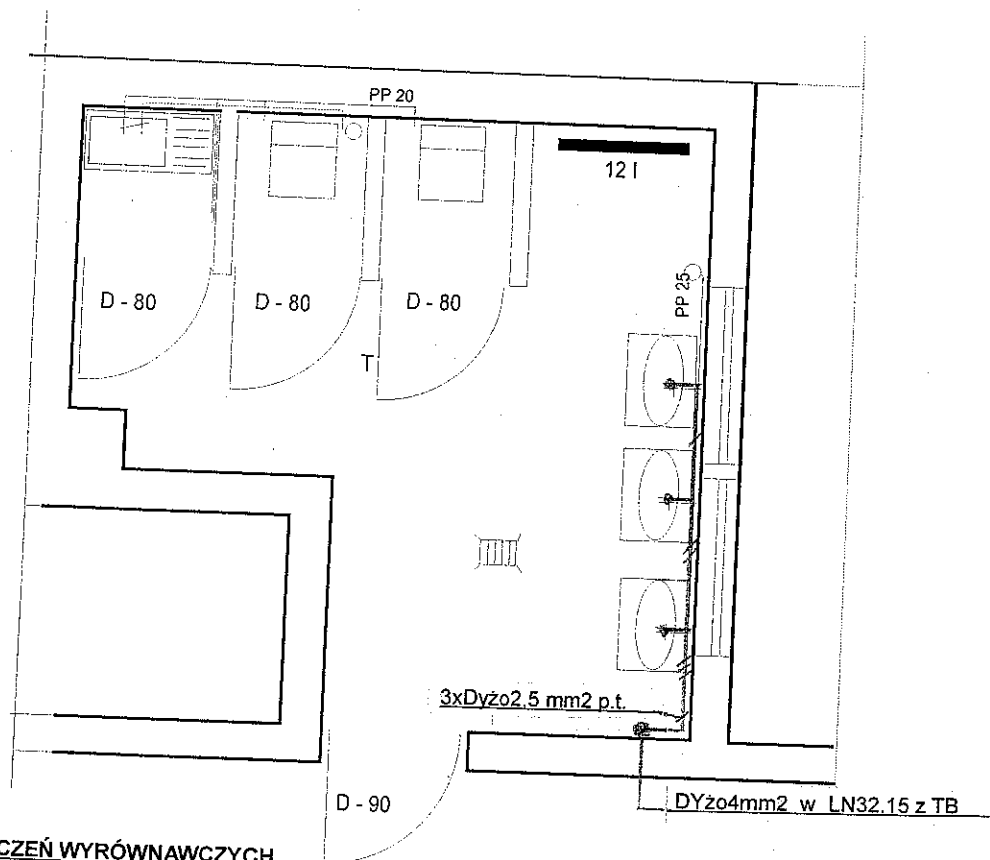 PP 20
12 l
D - 80
D - 80
D - 80
PP 25
T
3xDyżo2,5 mm2 p.t.
D - 90
DYżo4mm2 w LN32.15 z TB
CZEŃ WYRÓWNAWCZYCH